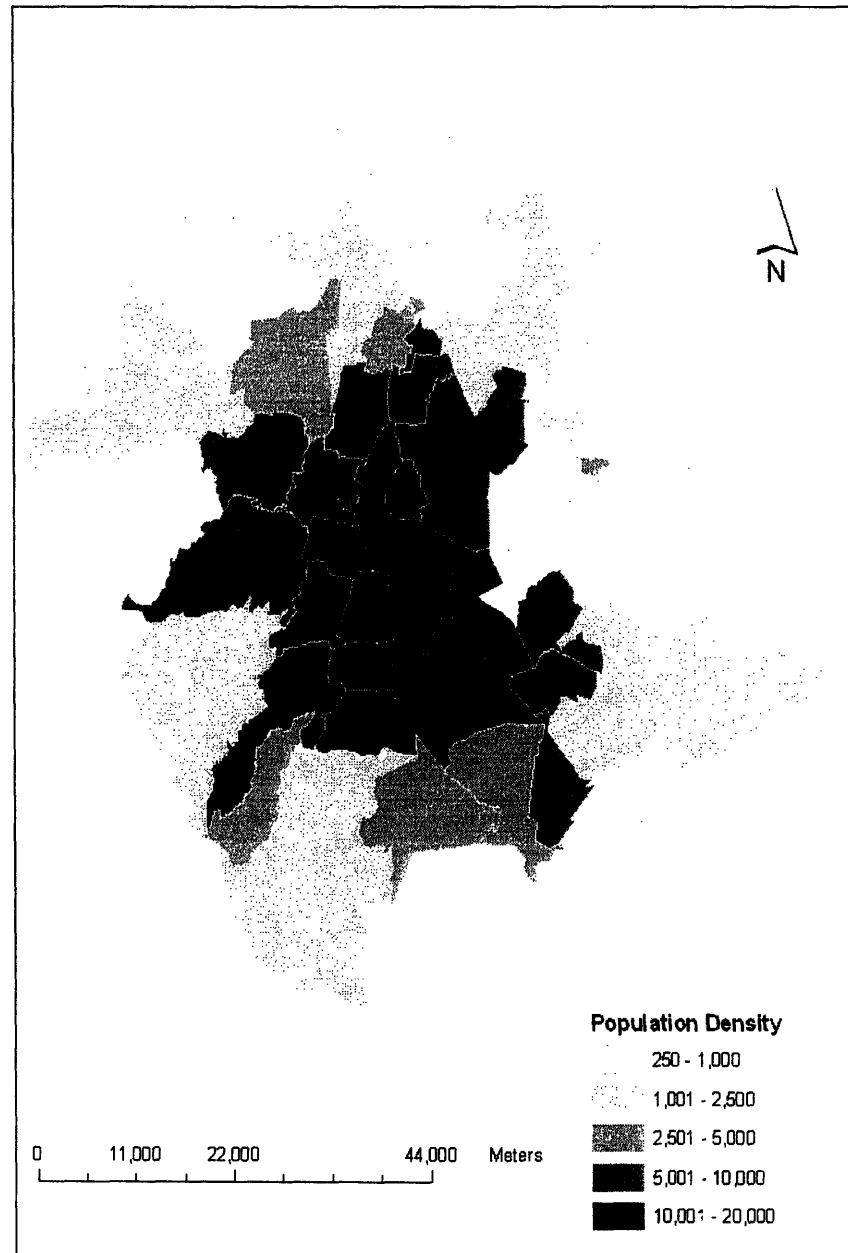 N
Population Density
250 - 1,000
1,001 - 2,500
2,501 - 5,000
5,001 - 10,000
10,001 - 20,000
0 11,000 22,000 44,000 Meters